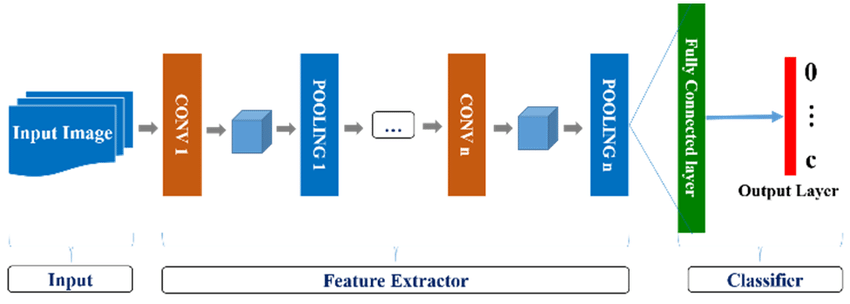 Input Image
CONV 1
POOLING 1
...
CONV n
POOLING n
Fully Connected layer
0
⋮
c
Output Layer
Input
Feature Extractor
Classifier